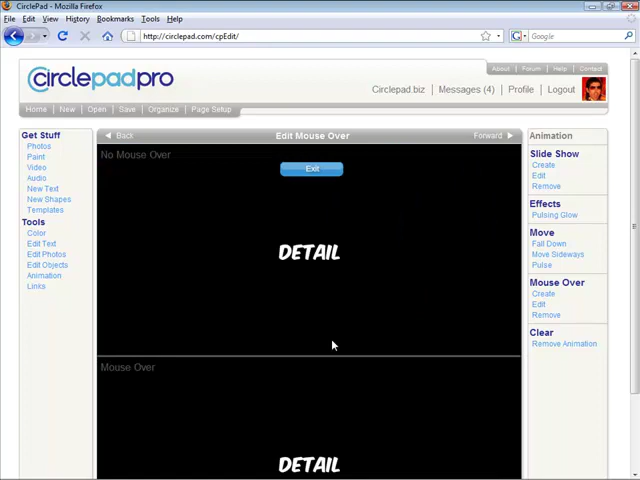 CirclePad - Mozilla Firefox
File Edit View History Bookmarks Tools Help
http://circlepad.com/cpEdit/
Google
circlepadpro
About Forum Help Contact
Circlepad.biz Messages (4) Profile Logout
Home New Open Save Organize Page Setup
Get Stuff
Photos
Paint
Video
Audio
New Text
New Shapes
Templates
Tools
Color
Edit Text
Edit Photos
Edit Objects
Animation
Links
Back Edit Mouse Over Forward
No Mouse Over
Exit
DETAIL
Mouse Over
DETAIL
Animation
Slide Show
Create
Edit
Remove
Effects
Pulsing Glow
Move
Fall Down
Move Sideways
Pulse
Mouse Over
Create
Edit
Remove
Clear
Remove Animation